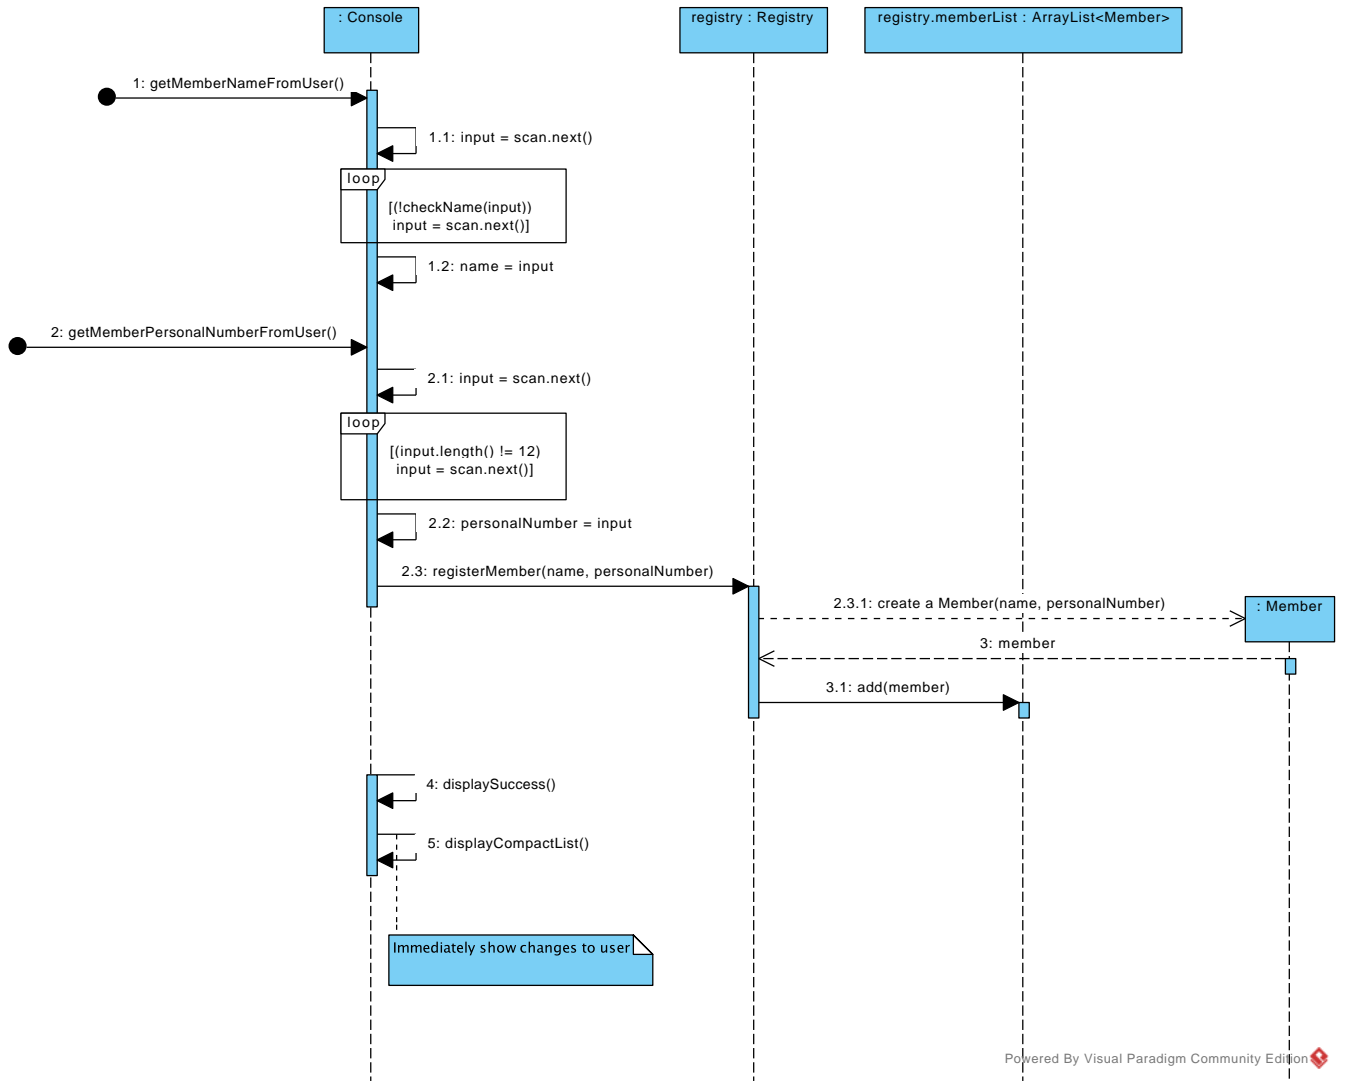 : Console
registry : Registry
registry.memberList : ArrayList<Member>
1: getMemberNameFromUser()
1.1: input = scan.next()
loop
[(!checkName(input))
input = scan.next()]
1.2: name = input
2: getMemberPersonalNumberFromUser()
2.1: input = scan.next()
loop
[(input.length() != 12)
input = scan.next()]
2.2: personalNumber = input
2.3: registerMember(name, personalNumber)
2.3.1: create a Member(name, personalNumber)
: Member
3: member
3.1: add(member)
4: displaySuccess()
5: displayCompactList()
Immediately show changes to user
Powered By Visual Paradigm Community Edition